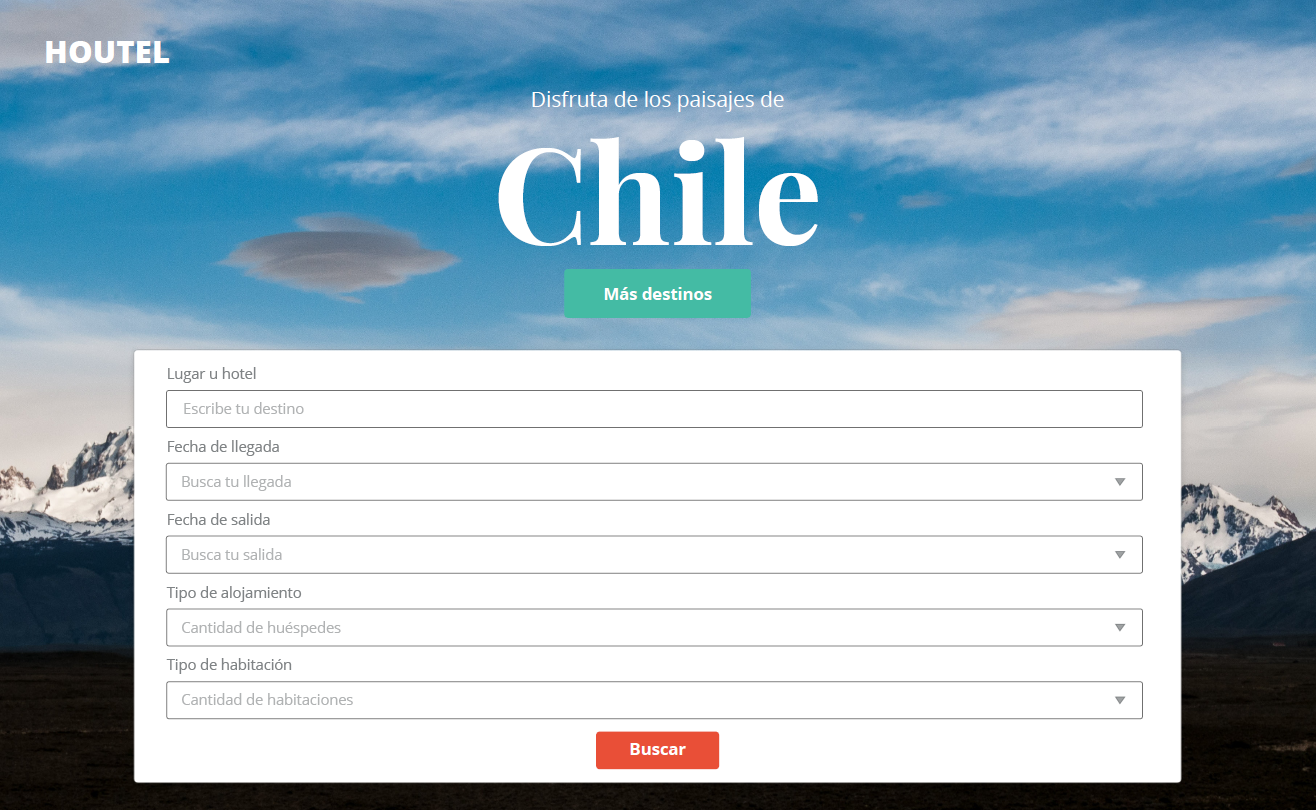 HOUTEL
Disfruta de los paisajes de
Chile
Más destinos
Lugar u hotel
Escribe tu destino
Fecha de llegada
Busca tu llegada
Fecha de salida
Busca tu salida
Tipo de alojamiento
Cantidad de huéspedes
Tipo de habitación
Cantidad de habitaciones
Buscar